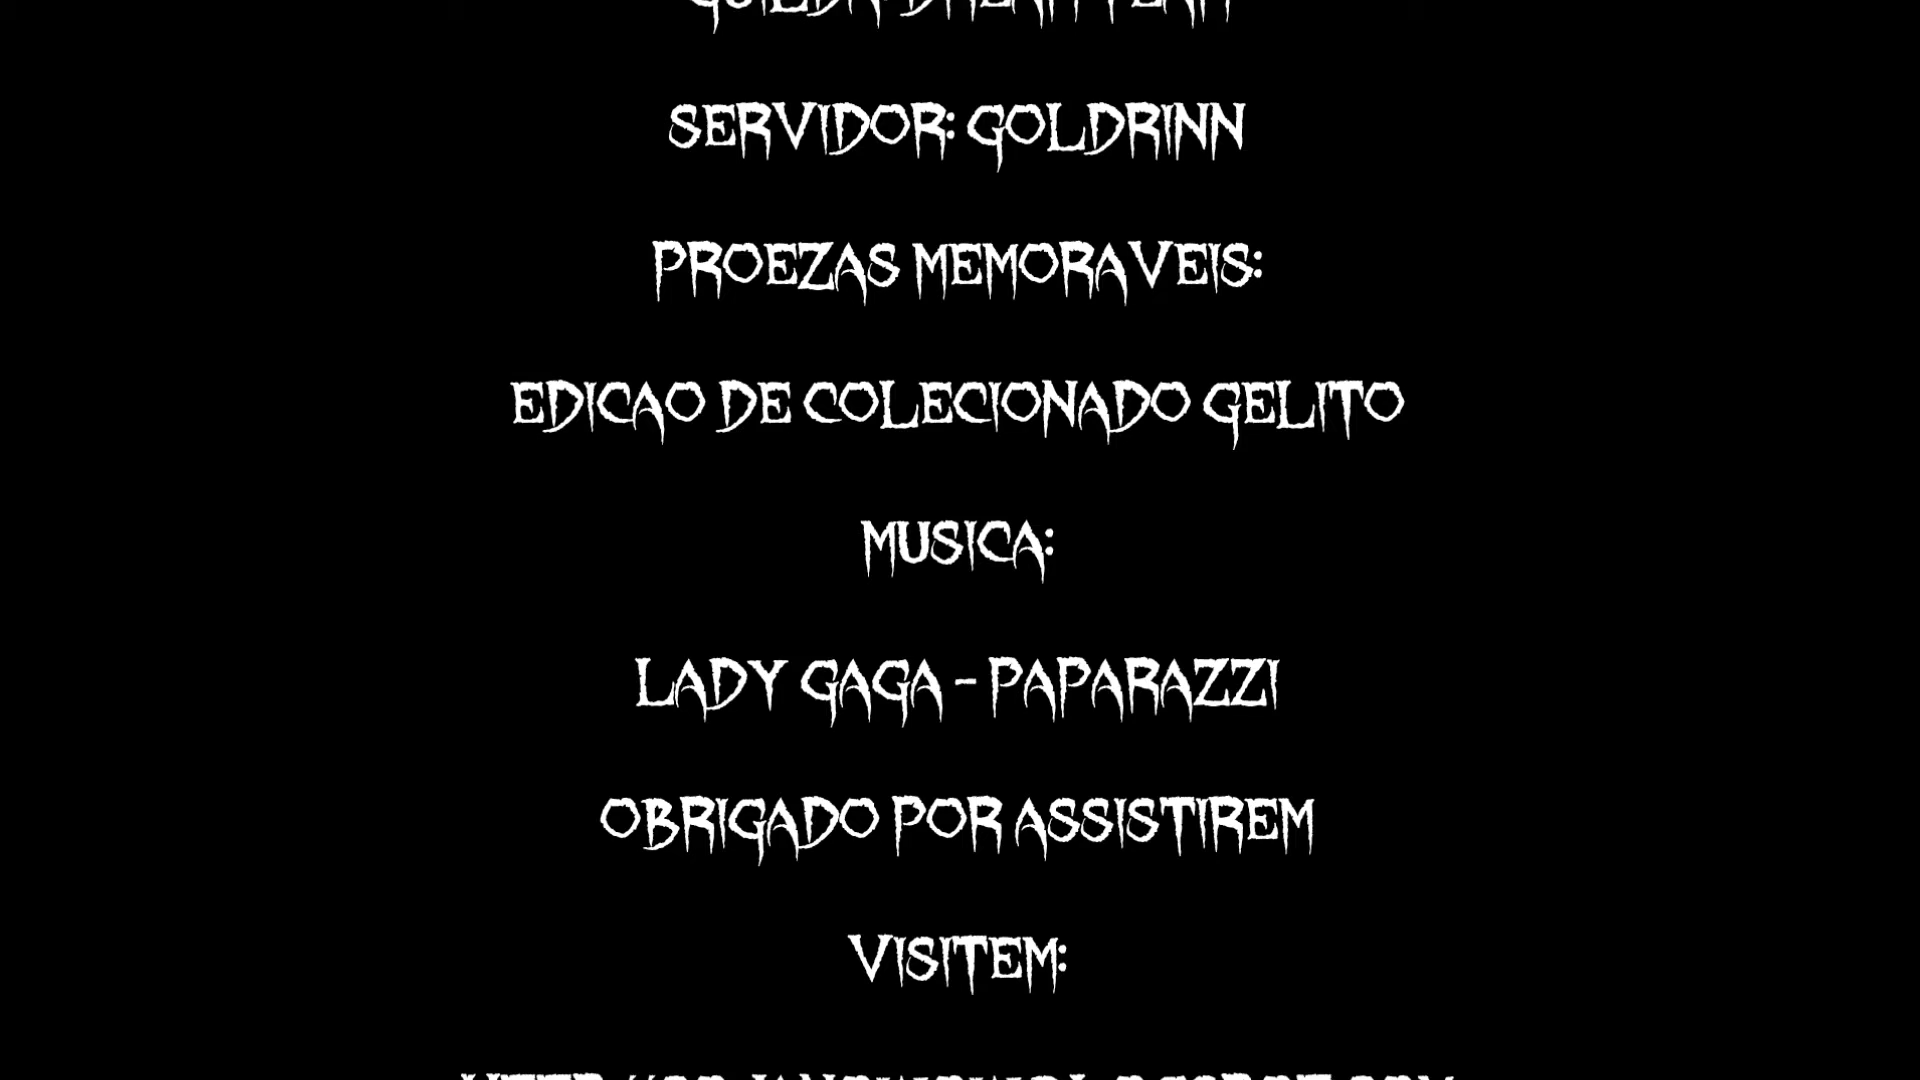 SERVIDOR: GOLDRINN
PROEZAS MEMORAVEIS:
EDICAO DE COLECIONADO GELITO
MUSICA:
LADY GAGA - PAPARAZZI
OBRIGADO POR ASSISTIREM
VISITEM: